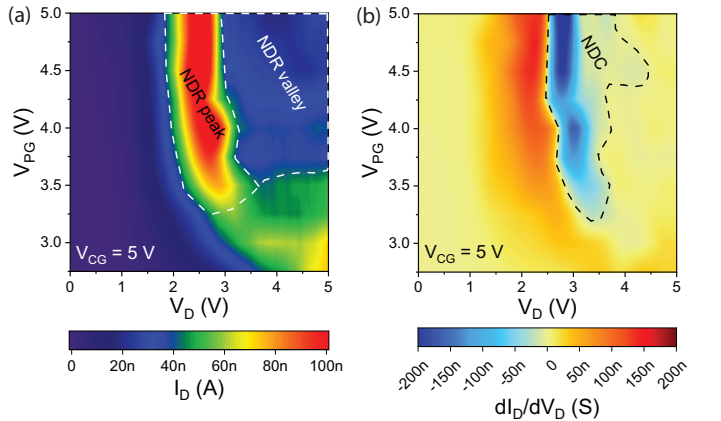 (a)
5.0
4.5
4.0
3.5
3.0
V_PG (V)
NDR peak
NDR valley
V_CG = 5 V
0 1 2 3 4 5
V_D (V)
0 20n 40n 60n 80n 100n
I_D (A)
(b)
5.0
4.5
4.0
3.5
3.0
V_PG (V)
NDC
V_CG = 5 V
0 1 2 3 4 5
V_D (V)
-200n -150n -100n -50n 0 50n 100n 150n 200n
dI_D/dV_D (S)